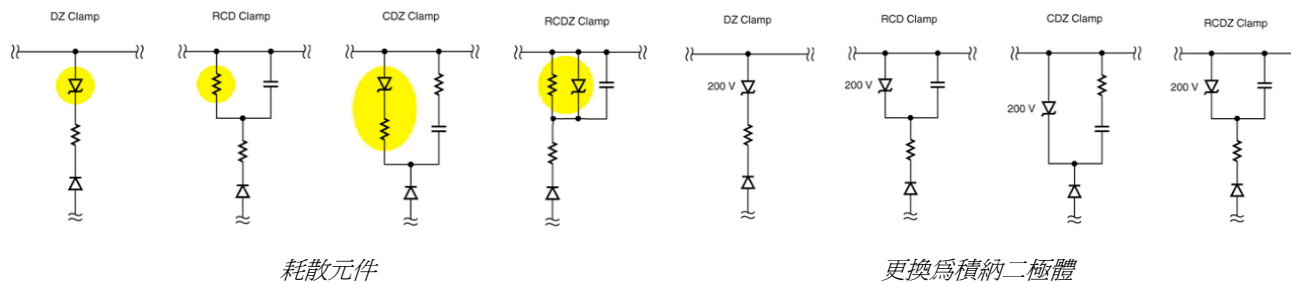 DZ Clamp
RCD Clamp
CDZ Clamp
RCDZ Clamp
DZ Clamp
RCD Clamp
CDZ Clamp
RCDZ Clamp
200 V
200 V
200 V
200 V
耗散元件
更換為積納二極體